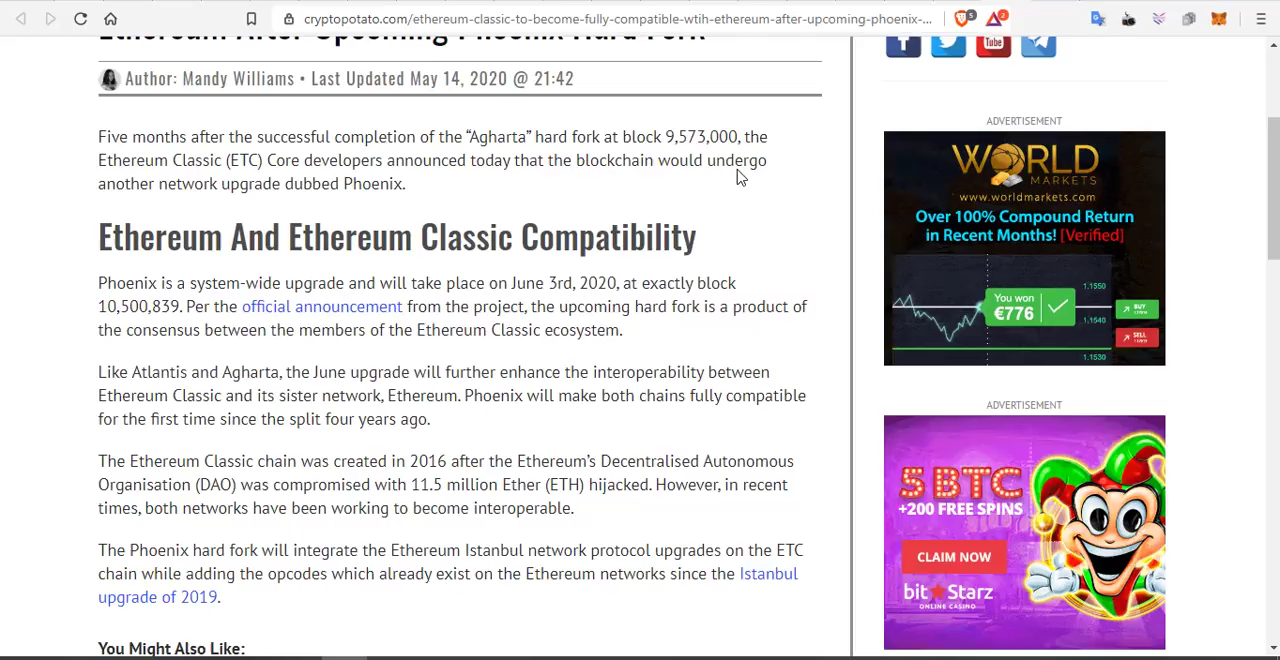 cryptopotato.com/ethereum-classic-to-become-fully-compatible-wtih-ethereum-after-upcoming-phoenix-...
5
2
Ethereum After Upcoming Phoenix Hard Fork
Author: Mandy Williams • Last Updated May 14, 2020 @ 21:42
Five months after the successful completion of the “Agharta” hard fork at block 9,573,000, the
Ethereum Classic (ETC) Core developers announced today that the blockchain would undergo
another network upgrade dubbed Phoenix.
Ethereum And Ethereum Classic Compatibility
Phoenix is a system-wide upgrade and will take place on June 3rd, 2020, at exactly block
10,500,839. Per the official announcement from the project, the upcoming hard fork is a product of
the consensus between the members of the Ethereum Classic ecosystem.
Like Atlantis and Agharta, the June upgrade will further enhance the interoperability between
Ethereum Classic and its sister network, Ethereum. Phoenix will make both chains fully compatible
for the first time since the split four years ago.
The Ethereum Classic chain was created in 2016 after the Ethereum’s Decentralised Autonomous
Organisation (DAO) was compromised with 11.5 million Ether (ETH) hijacked. However, in recent
times, both networks have been working to become interoperable.
The Phoenix hard fork will integrate the Ethereum Istanbul network protocol upgrades on the ETC
chain while adding the opcodes which already exist on the Ethereum networks since the Istanbul
upgrade of 2019.
You Might Also Like:
You
Tube
ADVERTISEMENT
WORLD
MARKETS
www.worldmarkets.com
Over 100% Compound Return
in Recent Months! [Verified]
1.1550
You won
€776
BUY
1.1540
SELL
1.1530
ADVERTISEMENT
5 BTC
+200 FREE SPINS
CLAIM NOW
bit★Starz
ONLINE CASINO